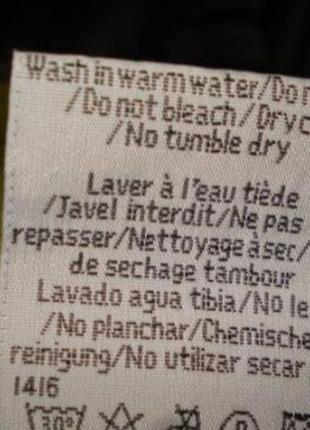 Wash in warm water/Do n
/Do not bleach/Dry c
/No tumble dry
Laver à l'eau tiède
/Javel interdit/Ne pas
repasser/Nettoyage à sec/
de sechage tambour
Lavado agua tibia/No le
/No planchar/Chemische
reinigung/No utilizar secar
1416
30° P